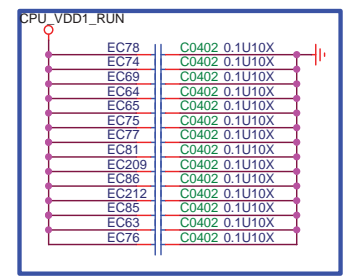 CPU_VDD1_RUN
EC78 C0402 0.1U10X
EC74 C0402 0.1U10X
EC69 C0402 0.1U10X
EC64 C0402 0.1U10X
EC65 C0402 0.1U10X
EC75 C0402 0.1U10X
EC77 C0402 0.1U10X
EC81 C0402 0.1U10X
EC209 C0402 0.1U10X
EC86 C0402 0.1U10X
EC212 C0402 0.1U10X
EC85 C0402 0.1U10X
EC63 C0402 0.1U10X
EC76 C0402 0.1U10X